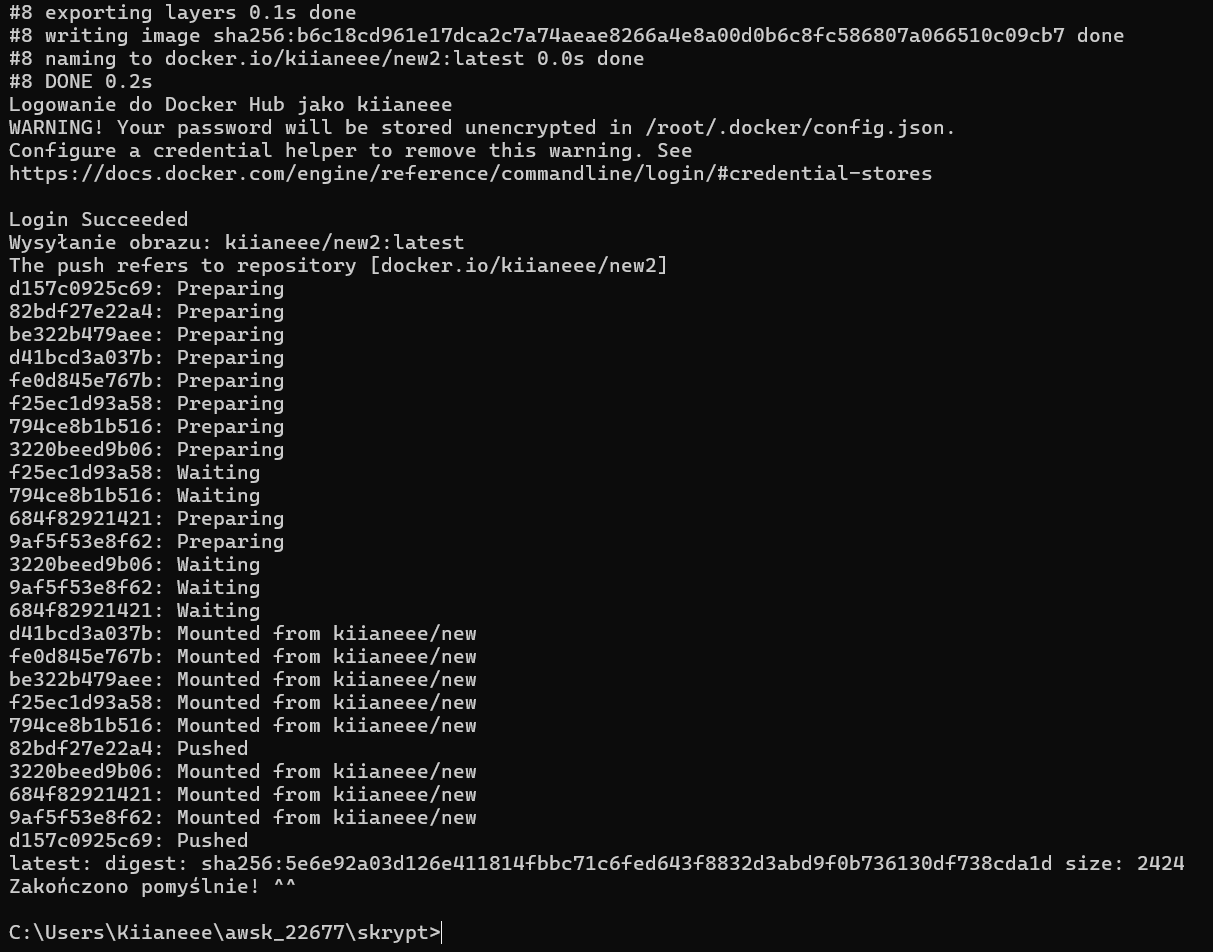 #8 exporting layers 0.1s done
#8 writing image sha256:b6c18cd961e17dca2c7a74aeae8266a4e8a00d0b6c8fc586807a066510c09cb7 done
#8 naming to docker.io/kiianeee/new2:latest 0.0s done
#8 DONE 0.2s
Logowanie do Docker Hub jako kiianeee
WARNING! Your password will be stored unencrypted in /root/.docker/config.json.
Configure a credential helper to remove this warning. See
https://docs.docker.com/engine/reference/commandline/login/#credential-stores

Login Succeeded
Wysyłanie obrazu: kiianeee/new2:latest
The push refers to repository [docker.io/kiianeee/new2]
d157c0925c69: Preparing
82bdf27e22a4: Preparing
be322b479aee: Preparing
d41bcd3a037b: Preparing
fe0d845e767b: Preparing
f25ec1d93a58: Preparing
794ce8b1b516: Preparing
3220beed9b06: Preparing
f25ec1d93a58: Waiting
794ce8b1b516: Waiting
684f82921421: Preparing
9af5f53e8f62: Preparing
3220beed9b06: Waiting
9af5f53e8f62: Waiting
684f82921421: Waiting
d41bcd3a037b: Mounted from kiianeee/new
fe0d845e767b: Mounted from kiianeee/new
be322b479aee: Mounted from kiianeee/new
f25ec1d93a58: Mounted from kiianeee/new
794ce8b1b516: Mounted from kiianeee/new
82bdf27e22a4: Pushed
3220beed9b06: Mounted from kiianeee/new
684f82921421: Mounted from kiianeee/new
9af5f53e8f62: Mounted from kiianeee/new
d157c0925c69: Pushed
latest: digest: sha256:5e6e92a03d126e411814fbbc71c6fed643f8832d3abd9f0b736130df738cda1d size: 2424
Zakończono pomyślnie! ^^

C:\Users\Kiianeee\awsk_22677\skrypt>